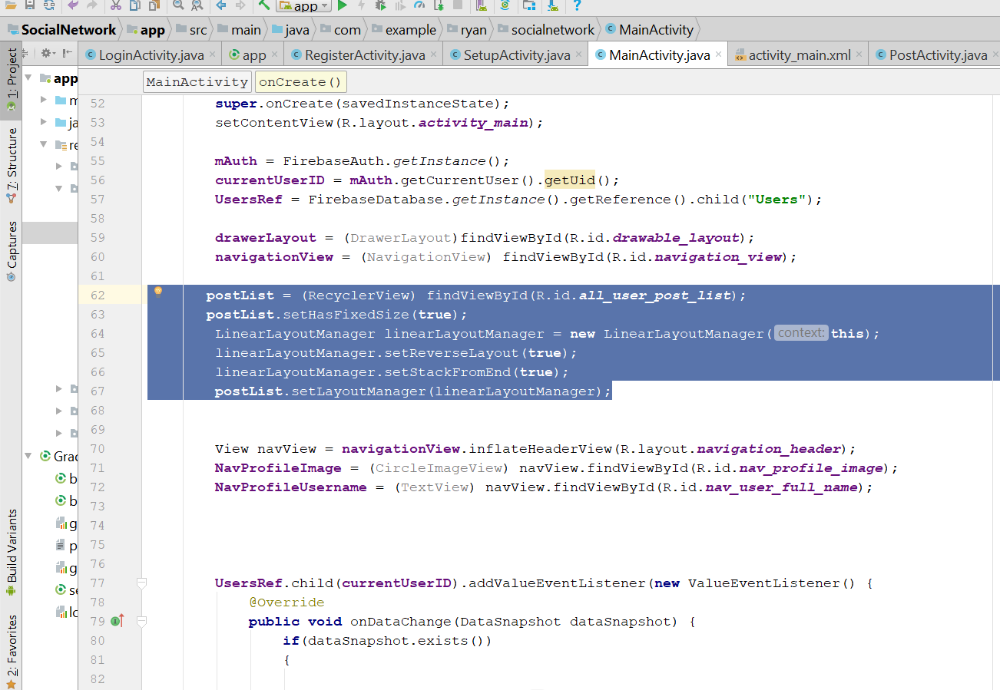 app
SocialNetwork app src main java com example ryan socialnetwork MainActivity
LoginActivity.java app RegisterActivity.java SetupActivity.java MainActivity.java activity_main.xml PostActivity.java
1: Project
7: Structure
Captures
Build Variants
2: Favorites
app
m
ja
re
Grad
b
b
g
p
g
se
lo
MainActivity onCreate()
52 super.onCreate(savedInstanceState);
53 setContentView(R.layout.activity_main);
54
55 mAuth = FirebaseAuth.getInstance();
56 currentUserID = mAuth.getCurrentUser().getUid();
57 UsersRef = FirebaseDatabase.getInstance().getReference().child("Users");
58
59 drawerLayout = (DrawerLayout)findViewById(R.id.drawable_layout);
60 navigationView = (NavigationView) findViewById(R.id.navigation_view);
61
62 postList = (RecyclerView) findViewById(R.id.all_user_post_list);
63 postList.setHasFixedSize(true);
64 LinearLayoutManager linearLayoutManager = new LinearLayoutManager( context: this);
65 linearLayoutManager.setReverseLayout(true);
66 linearLayoutManager.setStackFromEnd(true);
67 postList.setLayoutManager(linearLayoutManager);
68
69
70 View navView = navigationView.inflateHeaderView(R.layout.navigation_header);
71 NavProfileImage = (CircleImageView) navView.findViewById(R.id.nav_profile_image);
72 NavProfileUsername = (TextView) navView.findViewById(R.id.nav_user_full_name);
73
74
75
76
77 UsersRef.child(currentUserID).addValueEventListener(new ValueEventListener() {
78 @Override
79 public void onDataChange(DataSnapshot dataSnapshot) {
80 if(dataSnapshot.exists())
81 {
82